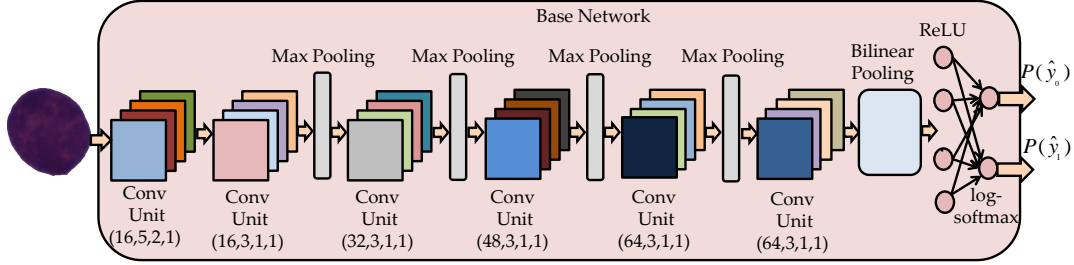 Base Network
Max Pooling
Max Pooling
Max Pooling
Max Pooling
Bilinear
Pooling
ReLU
P(ŷ₀)
P(ŷ₁)
Conv
Unit
(16,5,2,1)
Conv
Unit
(16,3,1,1)
Conv
Unit
(32,3,1,1)
Conv
Unit
(48,3,1,1)
Conv
Unit
(64,3,1,1)
Conv
Unit
(64,3,1,1)
log-
softmax